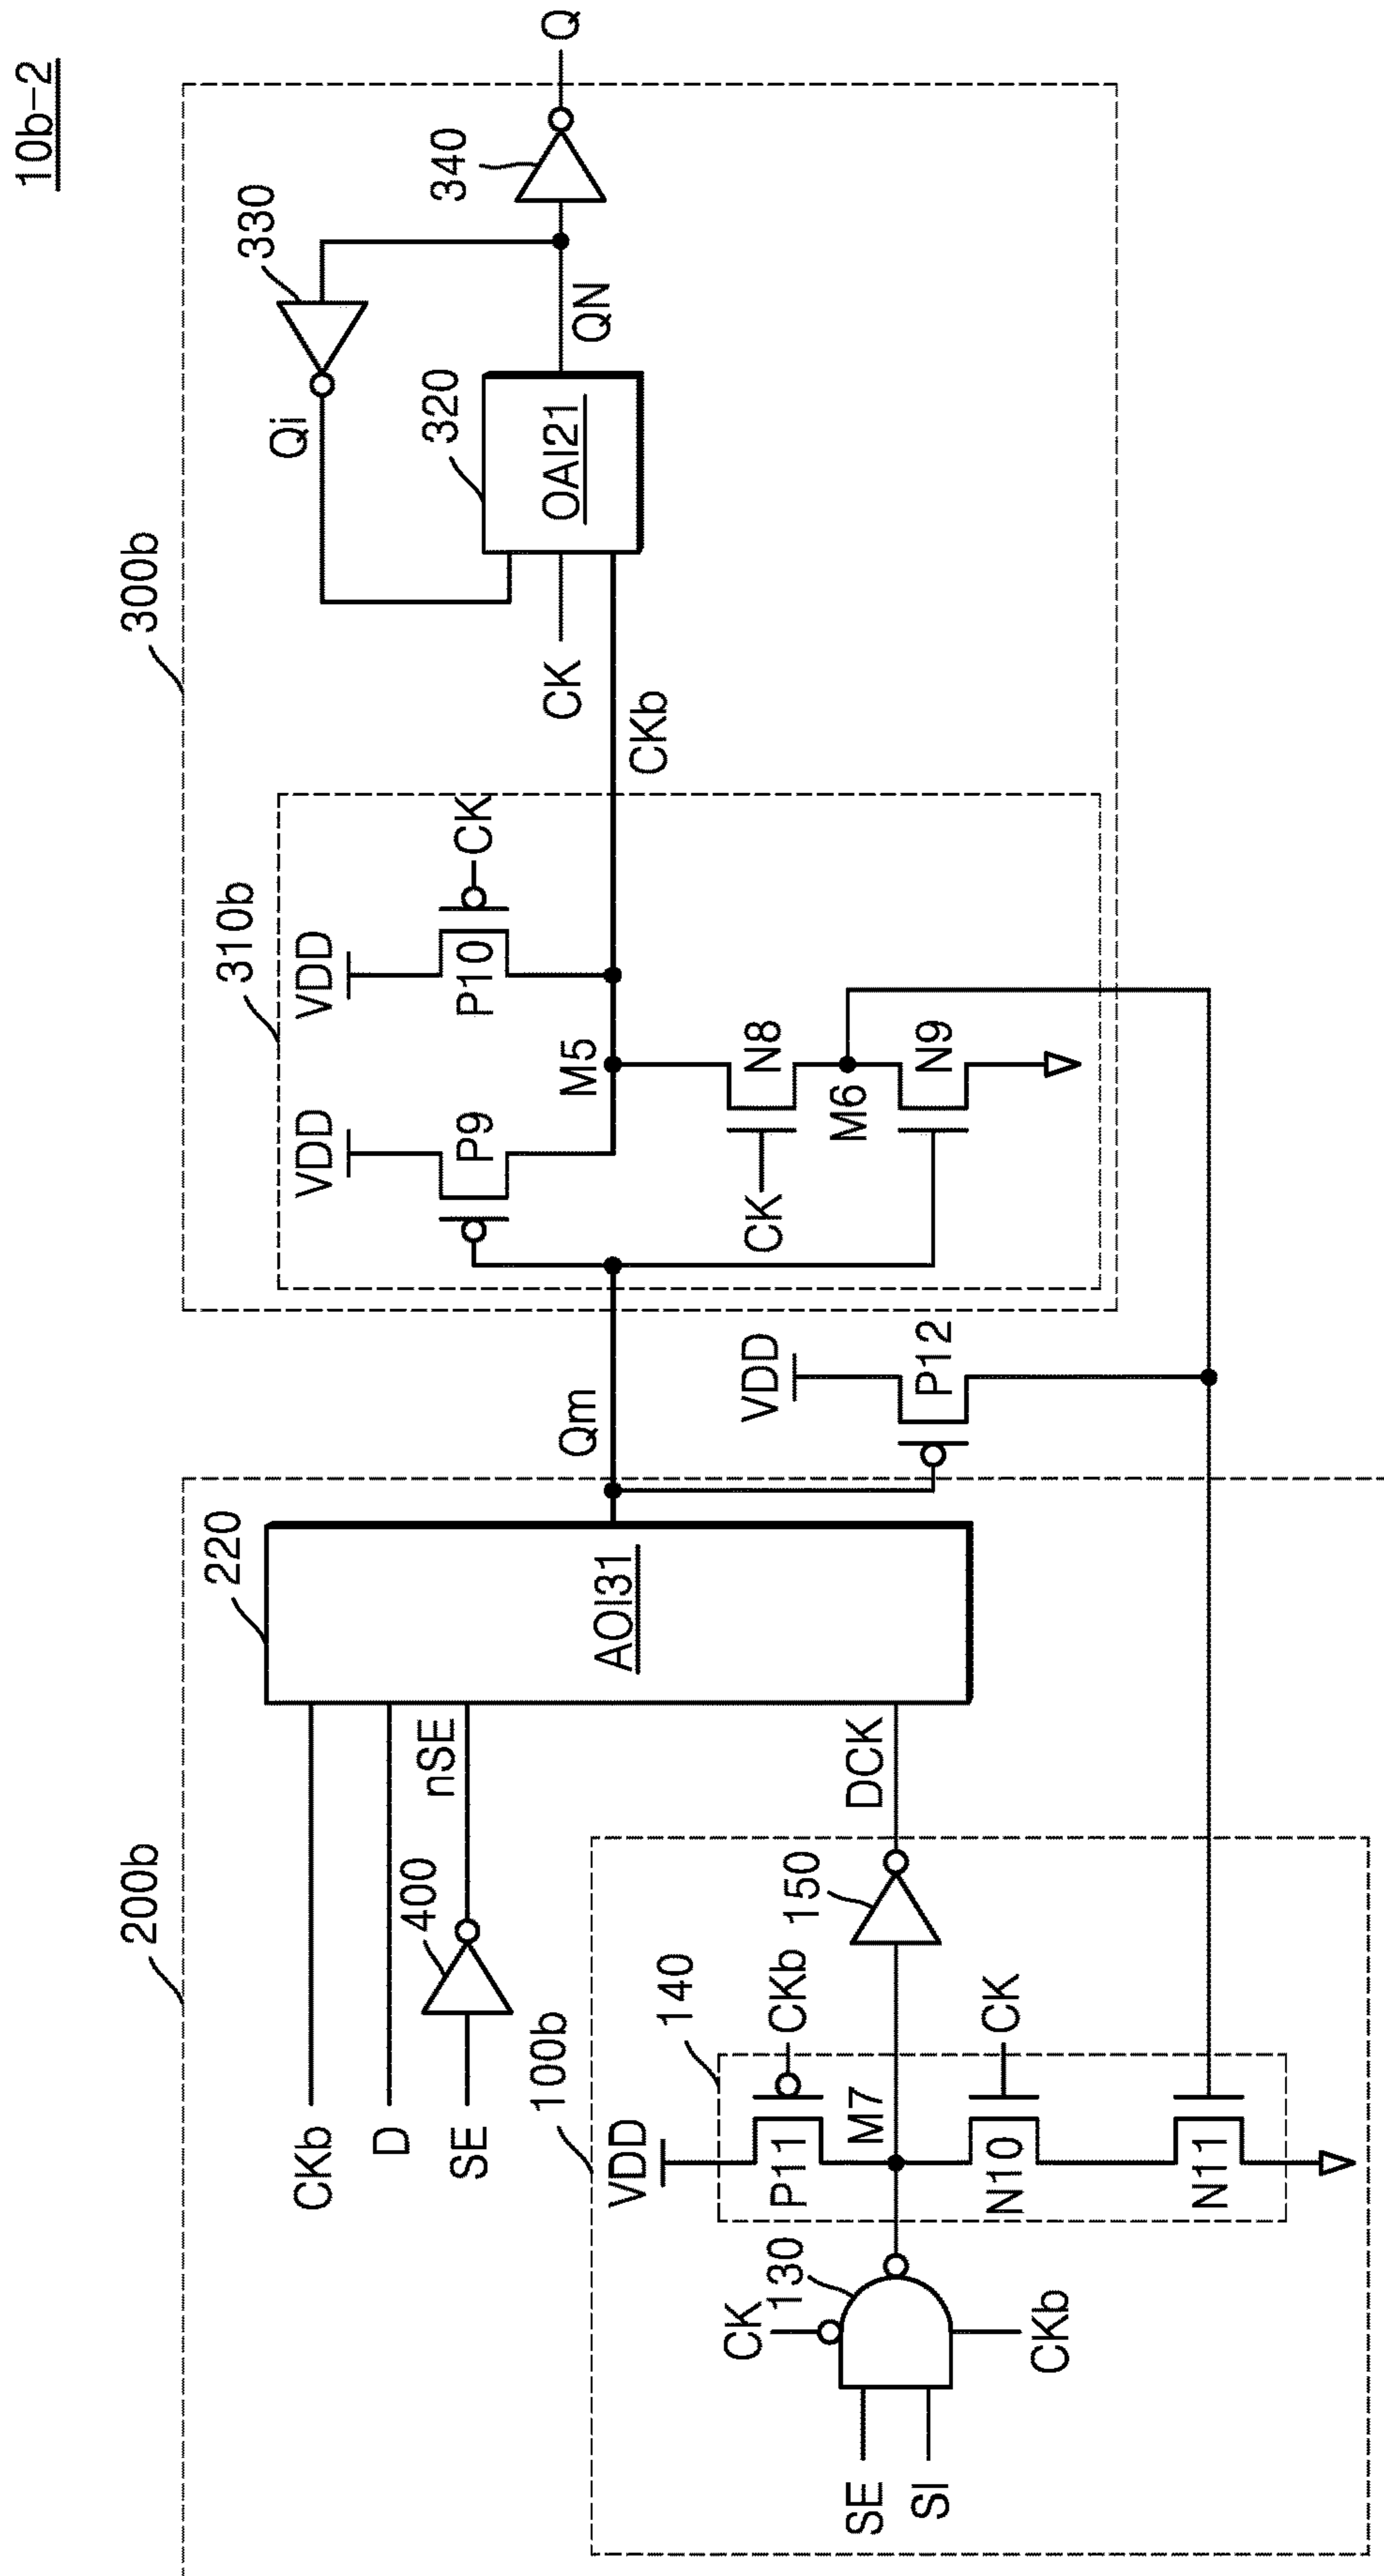 10b-2
200b
300b
CKb
D
SE
400
nSE
220
AOI31
Qm
310b
VDD
P9
VDD
P10
CK
M5
CK
N8
M6
N9
CKb
CK
320
OAI21
Qi
330
QN
340
Q
VDD
P12
100b
SE
SI
CK
130
CKb
140
VDD
P11
CKb
M7
N10
CK
N11
150
DCK